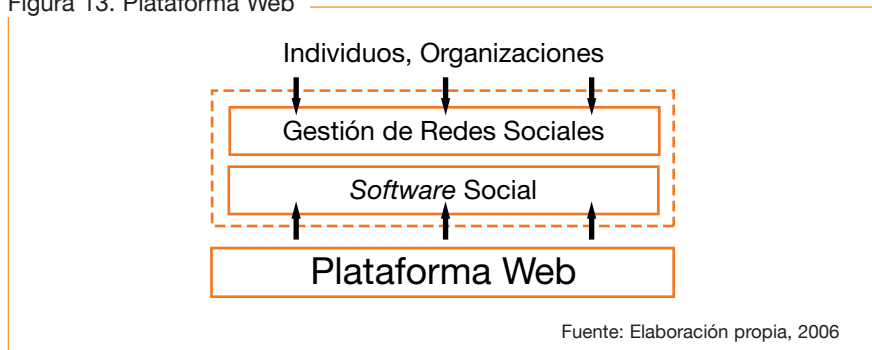 Figura 13. Plataforma Web
Individuos, Organizaciones
Gestión de Redes Sociales
Software Social
Plataforma Web
Fuente: Elaboración propia, 2006